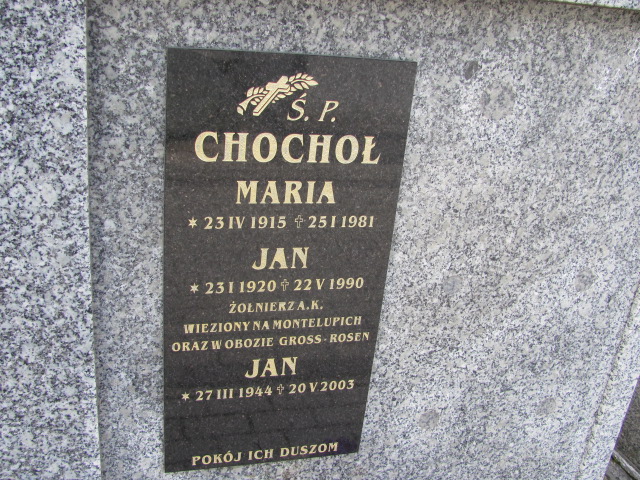 Ś. P.
CHOCHOŁ
MARIA
* 23 IV 1915 ✝ 25 I 1981
JAN
* 23 I 1920 ✝ 22 V 1990
ŻOŁNIERZ A.K.
WIEZIONY NA MONTELUPICH
ORAZ W OBOZIE GROSS-ROSEN
JAN
* 27 III 1944 ✝ 20 V 2003
POKÓJ ICH DUSZOM